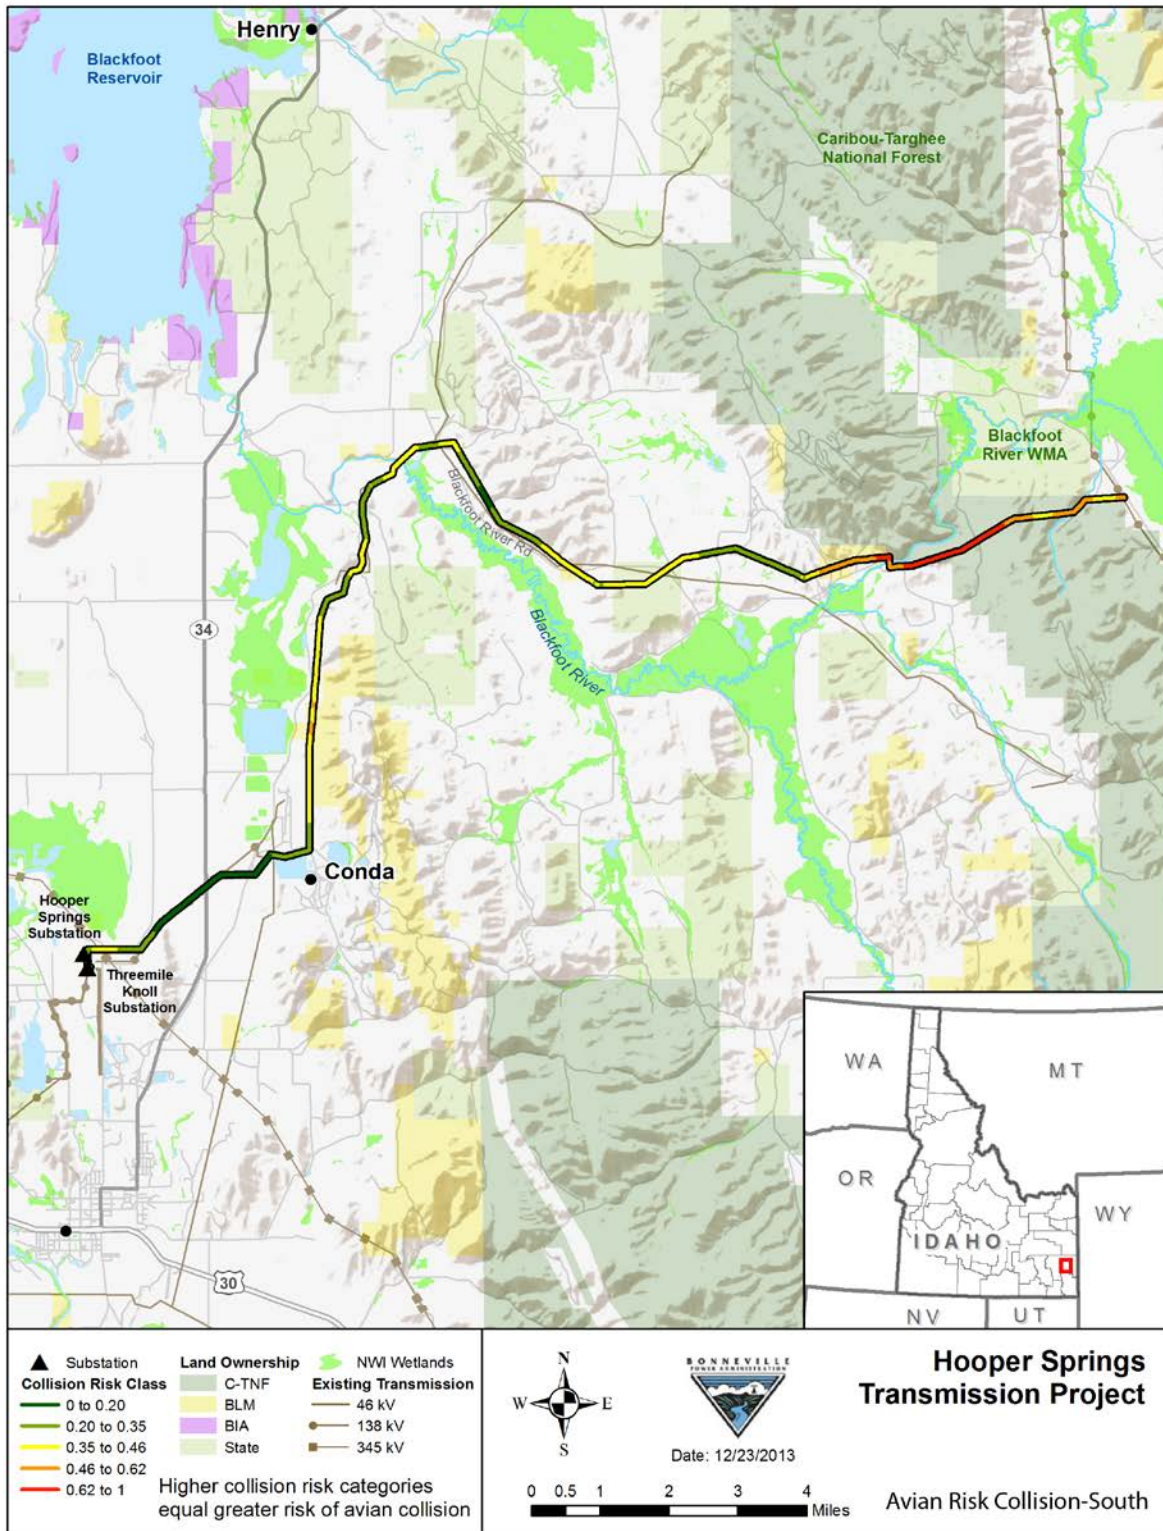 Henry
Blackfoot
Reservoir
Caribou-Targhee
National Forest
Blackfoot
River WMA
Blackfoot River Rd
34
Blackfoot River
Conda
Hooper
Springs
Substation
Threemile
Knoll
Substation
30
WA
MT
OR
IDAHO
WY
NV
UT
Substation
Collision Risk Class
0 to 0.20
0.20 to 0.35
0.35 to 0.46
0.46 to 0.62
0.62 to 1
Land Ownership
C-TNF
BLM
BIA
State
NWI Wetlands
Existing Transmission
46 kV
138 kV
345 kV
Higher collision risk categories
equal greater risk of avian collision
N
W E
S
BONNEVILLE
POWER ADMINISTRATION
Date: 12/23/2013
0 0.5 1 2 3 4
Miles
Hooper Springs
Transmission Project
Avian Risk Collision-South